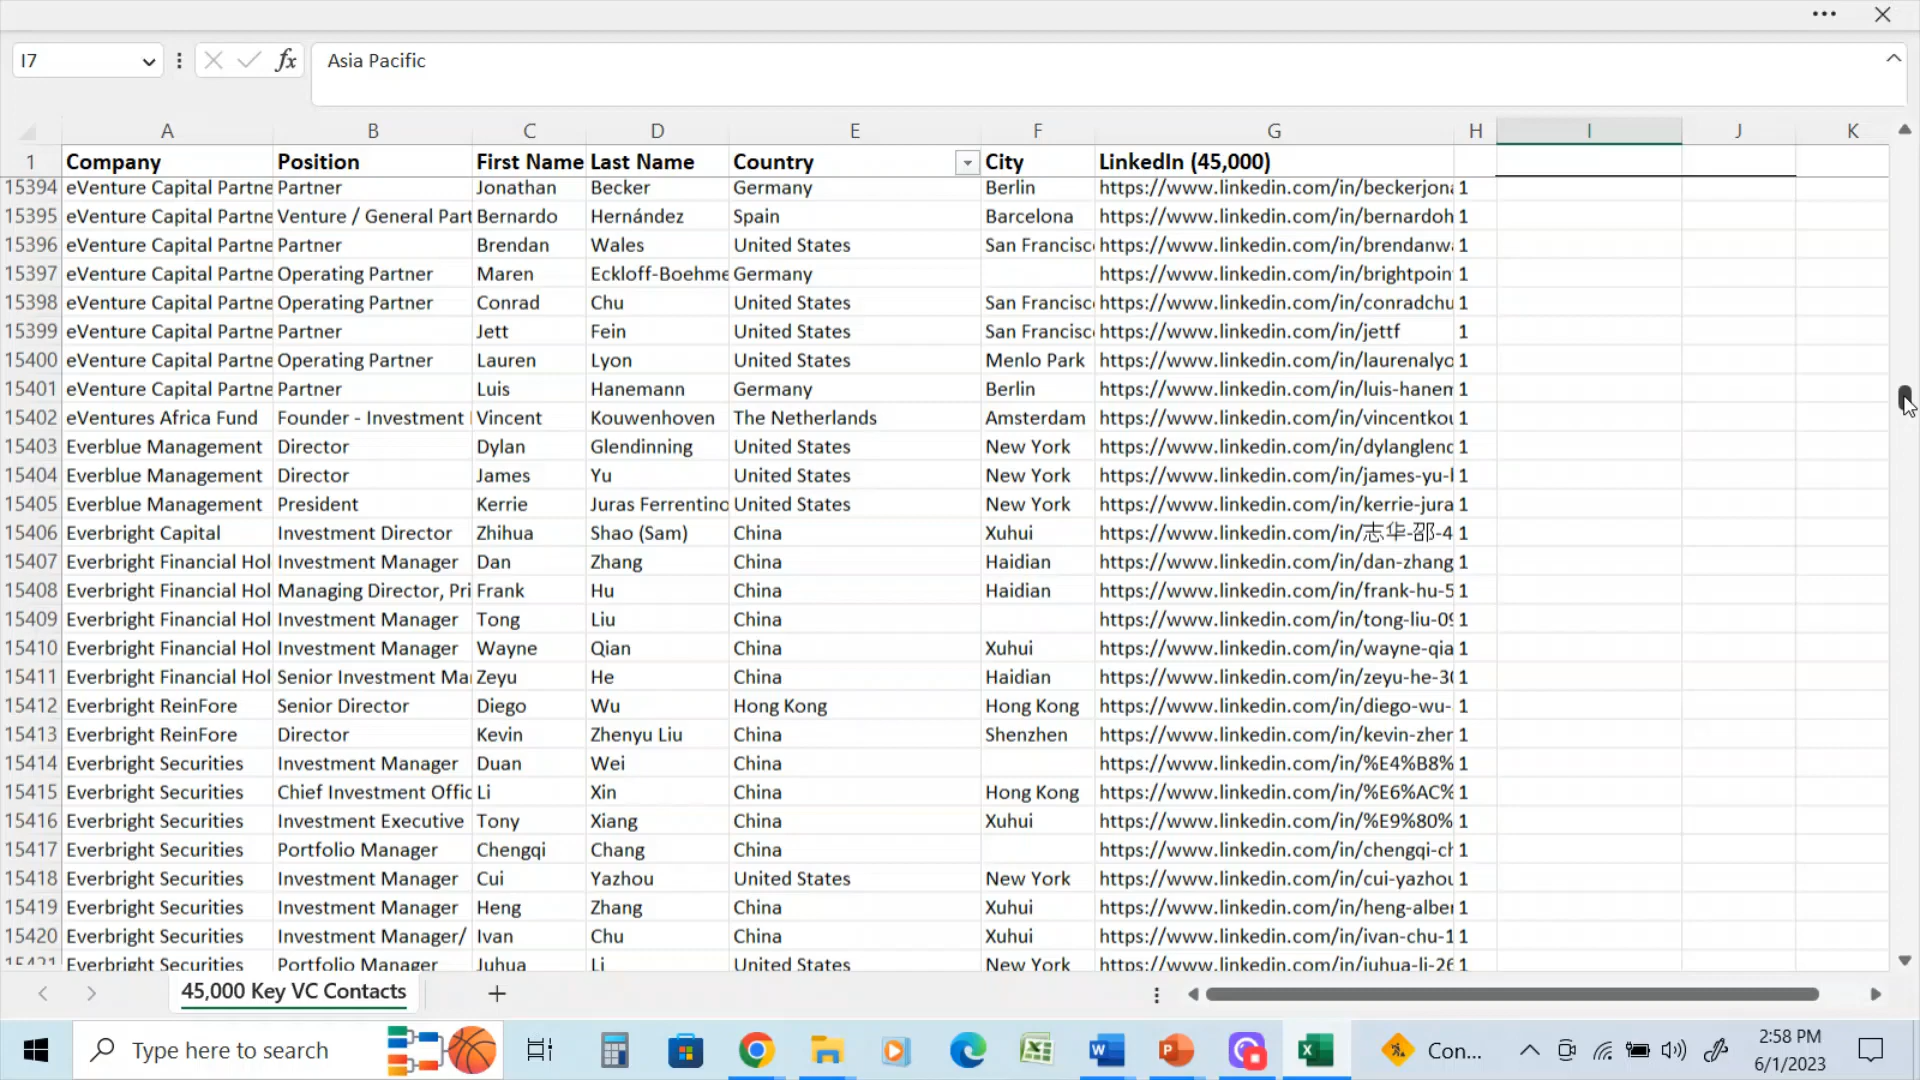 I7 fx Asia Pacific
A B C D E F G H I J K
1 Company Position First Name Last Name Country City LinkedIn (45,000)
15394 eVenture Capital Partne Partner Jonathan Becker Germany Berlin https://www.linkedin.com/in/beckerjona 1
15395 eVenture Capital Partne Venture / General Part Bernardo Hernández Spain Barcelona https://www.linkedin.com/in/bernardoh 1
15396 eVenture Capital Partne Partner Brendan Wales United States San Francisc https://www.linkedin.com/in/brendanwa 1
15397 eVenture Capital Partne Operating Partner Maren Eckloff-Boehme Germany https://www.linkedin.com/in/brightpoin 1
15398 eVenture Capital Partne Operating Partner Conrad Chu United States San Francisc https://www.linkedin.com/in/conradchu 1
15399 eVenture Capital Partne Partner Jett Fein United States San Francisc https://www.linkedin.com/in/jettf 1
15400 eVenture Capital Partne Operating Partner Lauren Lyon United States Menlo Park https://www.linkedin.com/in/laurenalyo 1
15401 eVenture Capital Partne Partner Luis Hanemann Germany Berlin https://www.linkedin.com/in/luis-hanem 1
15402 eVentures Africa Fund Founder - Investment Vincent Kouwenhoven The Netherlands Amsterdam https://www.linkedin.com/in/vincentkou 1
15403 Everblue Management Director Dylan Glendinning United States New York https://www.linkedin.com/in/dylanglend 1
15404 Everblue Management Director James Yu United States New York https://www.linkedin.com/in/james-yu- 1
15405 Everblue Management President Kerrie Juras Ferrentino United States New York https://www.linkedin.com/in/kerrie-jura 1
15406 Everbright Capital Investment Director Zhihua Shao (Sam) China Xuhui https://www.linkedin.com/in/志华-邵-4 1
15407 Everbright Financial Hol Investment Manager Dan Zhang China Haidian https://www.linkedin.com/in/dan-zhang 1
15408 Everbright Financial Hol Managing Director, Pri Frank Hu China Haidian https://www.linkedin.com/in/frank-hu-5 1
15409 Everbright Financial Hol Investment Manager Tong Liu China https://www.linkedin.com/in/tong-liu-09 1
15410 Everbright Financial Hol Investment Manager Wayne Qian China Xuhui https://www.linkedin.com/in/wayne-qia 1
15411 Everbright Financial Hol Senior Investment Ma Zeyu He China Haidian https://www.linkedin.com/in/zeyu-he-30 1
15412 Everbright ReinFore Senior Director Diego Wu Hong Kong Hong Kong https://www.linkedin.com/in/diego-wu- 1
15413 Everbright ReinFore Director Kevin Zhenyu Liu China Shenzhen https://www.linkedin.com/in/kevin-zher 1
15414 Everbright Securities Investment Manager Duan Wei China https://www.linkedin.com/in/%E4%B8% 1
15415 Everbright Securities Chief Investment Offic Li Xin China Hong Kong https://www.linkedin.com/in/%E6%AC% 1
15416 Everbright Securities Investment Executive Tony Xiang China Xuhui https://www.linkedin.com/in/%E9%80% 1
15417 Everbright Securities Portfolio Manager Chengqi Chang China https://www.linkedin.com/in/chengqi-ch 1
15418 Everbright Securities Investment Manager Cui Yazhou United States New York https://www.linkedin.com/in/cui-yazhou 1
15419 Everbright Securities Investment Manager Heng Zhang China Xuhui https://www.linkedin.com/in/heng-alber 1
15420 Everbright Securities Investment Manager/ Ivan Chu China Xuhui https://www.linkedin.com/in/ivan-chu-1 1
15421 Everbright Securities Portfolio Manager Juhua Li United States New York https://www.linkedin.com/in/juhua-li-26 1
45,000 Key VC Contacts
Type here to search Con... 2:58 PM
6/1/2023